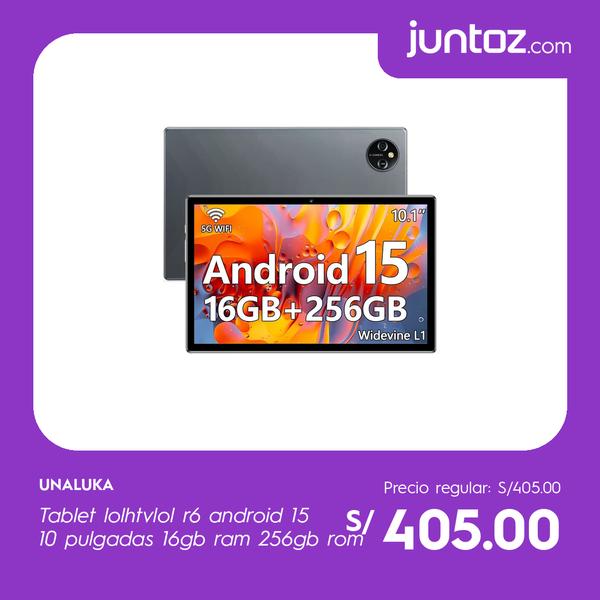 juntoz.com
5G WIFI
10.1"
Android 15
16GB+256GB
Widevine L1
UNALUKA
Precio regular: S/405.00
Tablet lolhtvlol r6 android 15
10 pulgadas 16gb ram 256gb rom
S/ 405.00